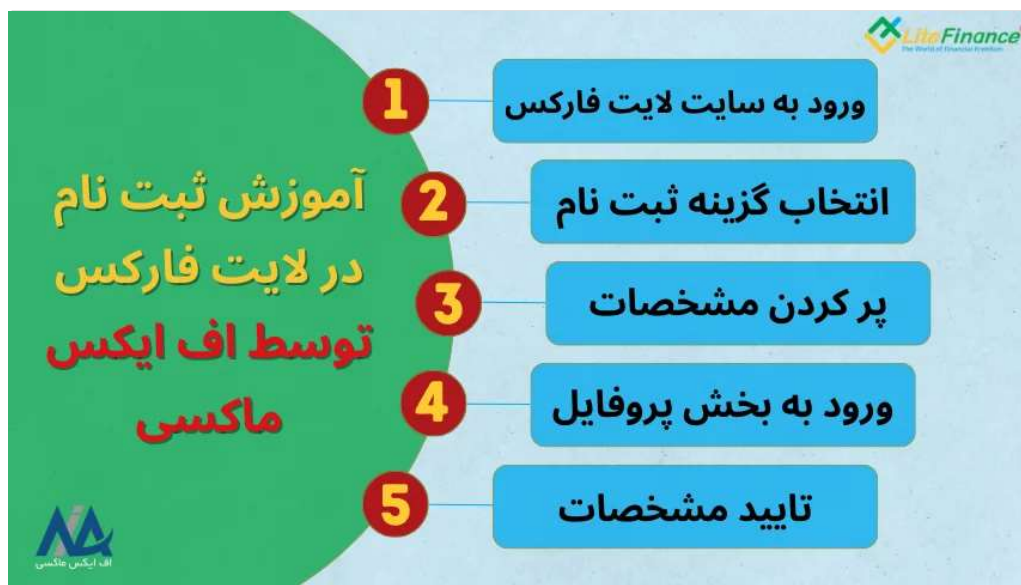 LiteFinance
The World of Financial Freedom
آموزش ثبت نام
در لایت فارکس
توسط اف ایکس
ماکسی
1
ورود به سایت لایت فارکس
2
انتخاب گزینه ثبت نام
3
پر کردن مشخصات
4
ورود به بخش پروفایل
5
تایید مشخصات
اف ایکس ماکسی